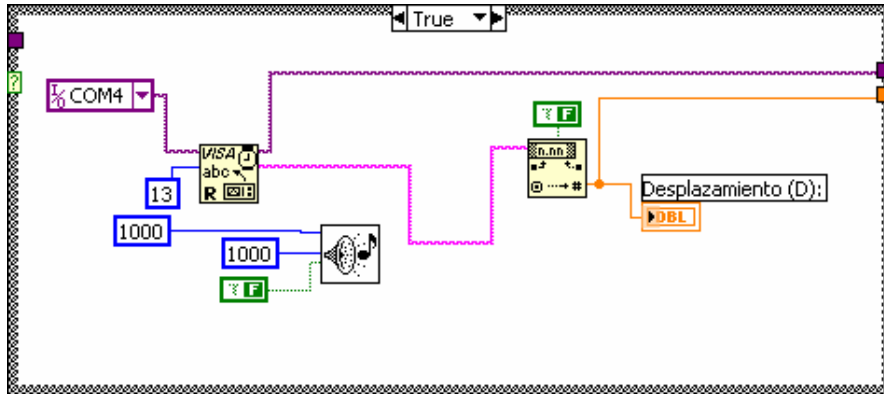 True
?
I/O COM4
VISA
abc
R
13
1000
1000
F
F
n.nn
#
Desplazamiento (D):
DBL